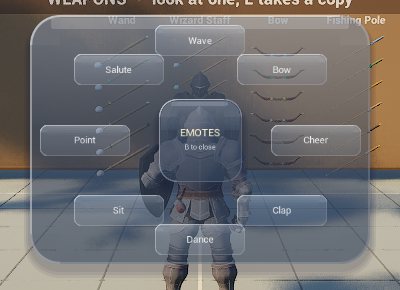 WEAPONS look at one, E takes a copy
Wand Wizard Staff Bow Fishing Pole
Wave
Salute Bow
EMOTES
B to close
Point Cheer
Sit Clap
Dance